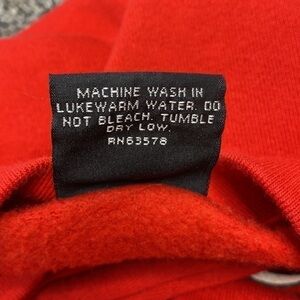 MACHINE WASH IN
LUKEWARM WATER. DO
NOT BLEACH. TUMBLE
DRY LOW.
RN63578